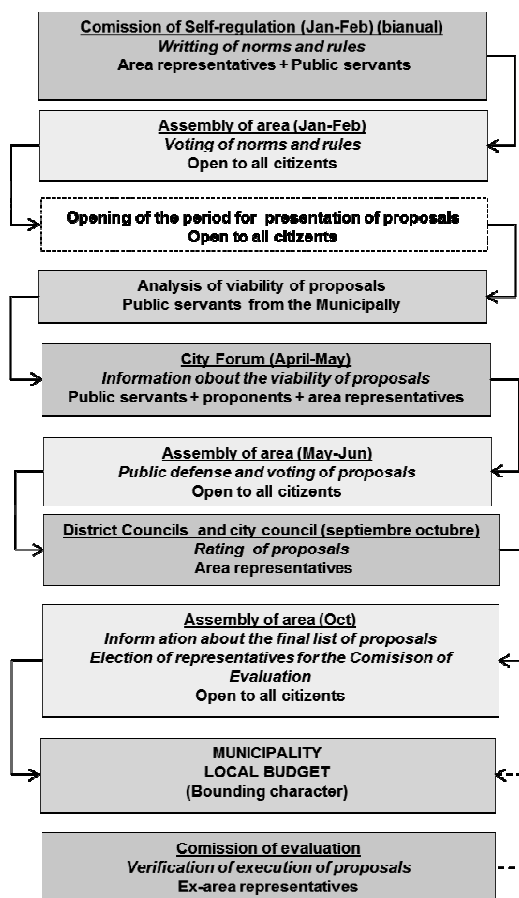 Comission of Self-regulation (Jan-Feb) (bianual)
Writting of norms and rules
Area representatives + Public servants
Assembly of area (Jan-Feb)
Voting of norms and rules
Open to all citizens
Opening of the period for presentation of proposals
Open to all citizens
Analysis of viability of proposals
Public servants from the Municipally
City Forum (April-May)
Information obout the viability of proposals
Public servants + proponents + area representatives
Assembly of area (May-Jun)
Public defense and voting of proposals
Open to all citizens
District Councils and city council (septiembre octubre)
Rating of proposals
Area representatives
Assembly of area (Oct)
Information about the final list of proposals
Election of representatives for the Comisison of
Evaluation
Open to all citizens
MUNICIPALITY
LOCAL BUDGET
(Bounding character)
Comission of evaluation
Verification of execution of proposals
Ex-area representatives